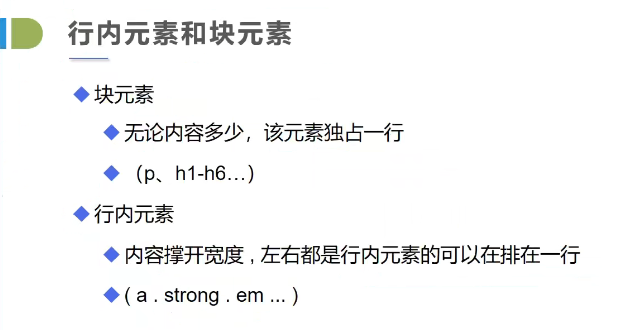 行内元素和块元素
块元素
无论内容多少，该元素独占一行
（p、h1-h6…）
行内元素
内容撑开宽度 , 左右都是行内元素的可以在排在一行
( a . strong . em ... )